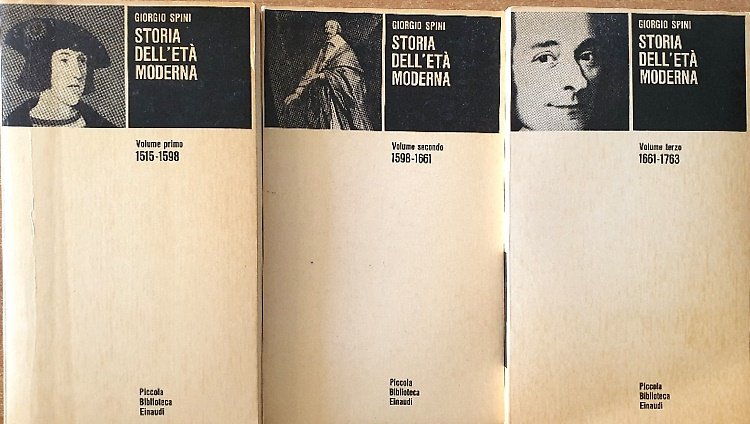 GIORGIO SPINI
STORIA
DELL'ETÀ
MODERNA
Volume primo
1515-1598
Piccola
Biblioteca
Einaudi
GIORGIO SPINI
STORIA
DELL'ETÀ
MODERNA
Volume secondo
1598-1661
Piccola
Biblioteca
Einaudi
GIORGIO SPINI
STORIA
DELL'ETÀ
MODERNA
Volume terzo
1661-1763
Piccola
Biblioteca
Einaudi